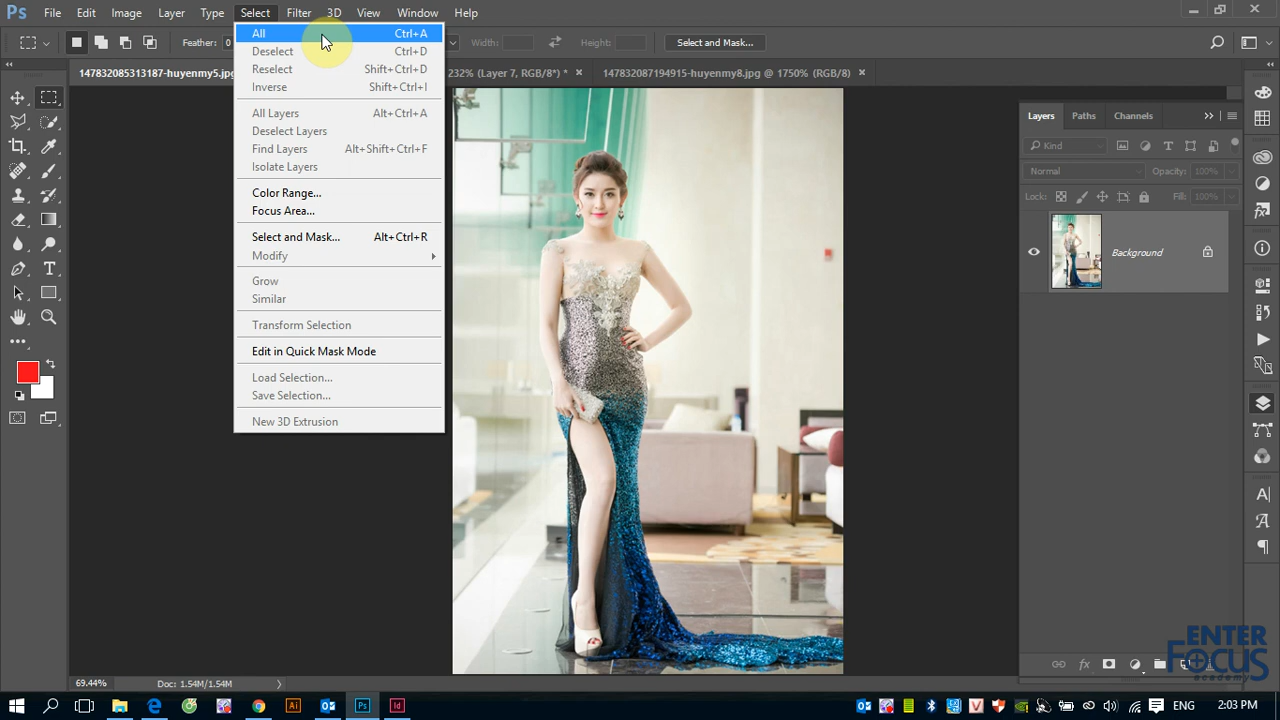 Ps File Edit Image Layer Type Select Filter 3D View Window Help
Feather: 0 Width: Height: Select and Mask...
147832085313187-huyenmy5.jpg 232% (Layer 7, RGB/8*) * × 147832087194915-huyenmy8.jpg @ 1750% (RGB/8) ×
All Ctrl+A
Deselect Ctrl+D
Reselect Shift+Ctrl+D
Inverse Shift+Ctrl+I
All Layers Alt+Ctrl+A
Deselect Layers
Find Layers Alt+Shift+Ctrl+F
Isolate Layers
Color Range...
Focus Area...
Select and Mask... Alt+Ctrl+R
Modify
Grow
Similar
Transform Selection
Edit in Quick Mask Mode
Load Selection...
Save Selection...
New 3D Extrusion
Layers Paths Channels
Kind
Normal Opacity: 100%
Lock: Fill: 100%
Background
ENTER
FOCUS
academy
69.44% Doc: 1.54M/1.54M
ENG 2:03 PM